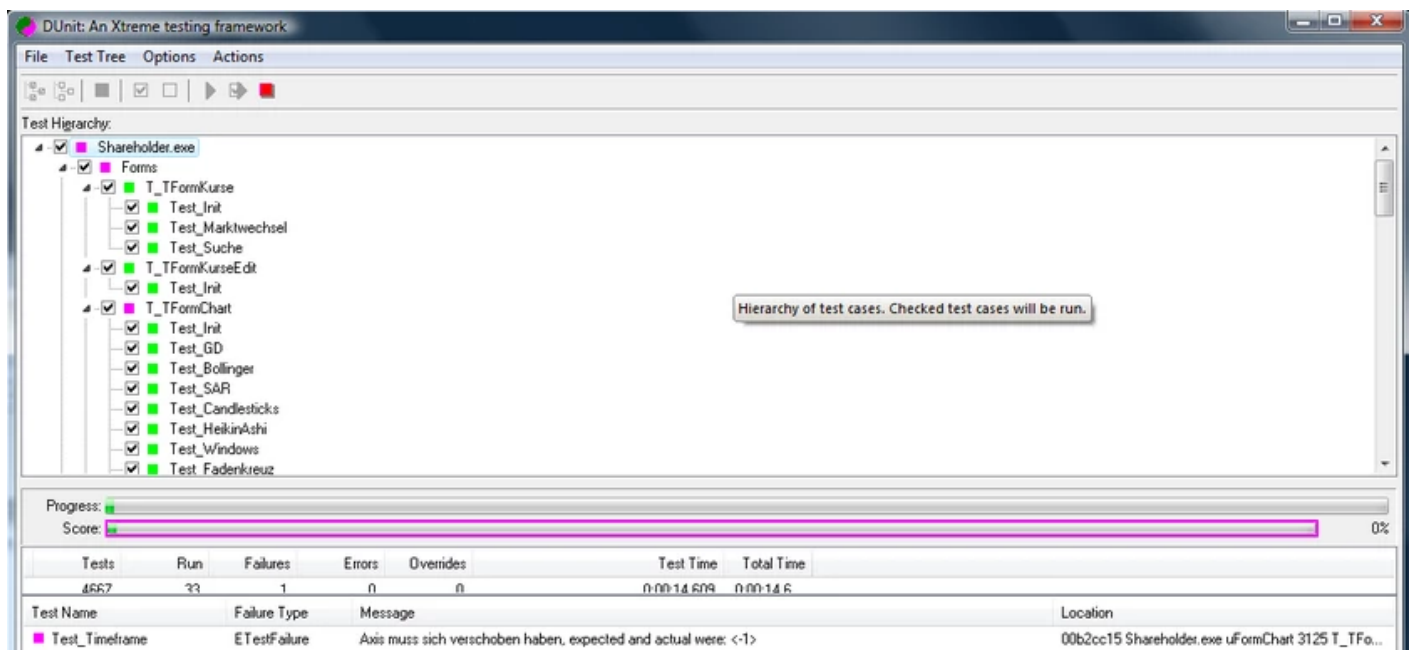 DUnit: An Xtreme testing framework
File Test Tree Options Actions
Test Hierarchy:
Shareholder.exe
Forms
T_TFormKurse
Test_Init
Test_Marktwechsel
Test_Suche
T_TFormKurseEdit
Test_Init
T_TFormChart
Test_Init
Test_GD
Test_Bollinger
Test_SAR
Test_Candlesticks
Test_HeikinAshi
Test_Windows
Test_Fadenkreuz
Hierarchy of test cases. Checked test cases will be run.
Progress:
Score: 0%
Tests Run Failures Errors Overrides Test Time Total Time
4667 33 1 0 0 0:00:14.609 0:00:14.6
Test Name Failure Type Message Location
Test_Timeframe ETestFailure Axis muss sich verschoben haben, expected and actual were: <-1> 00b2cc15 Shareholder.exe uFormChart 3125 T_TFo...